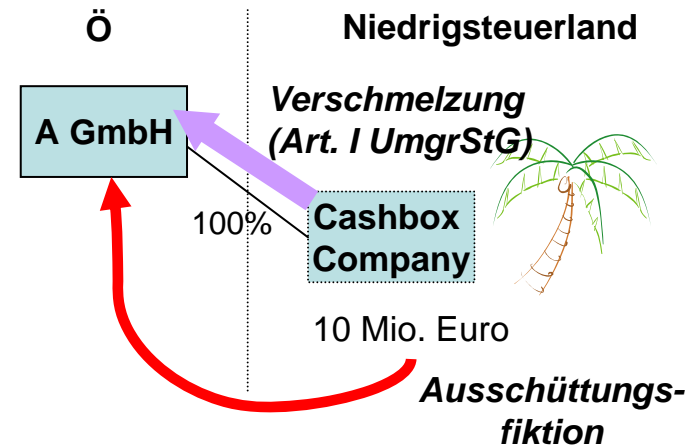 Ö
Niedrigsteuerland
Verschmelzung
(Art. I UmgrStG)
A GmbH
100%
Cashbox
Company
10 Mio. Euro
Ausschüttungs-
fiktion